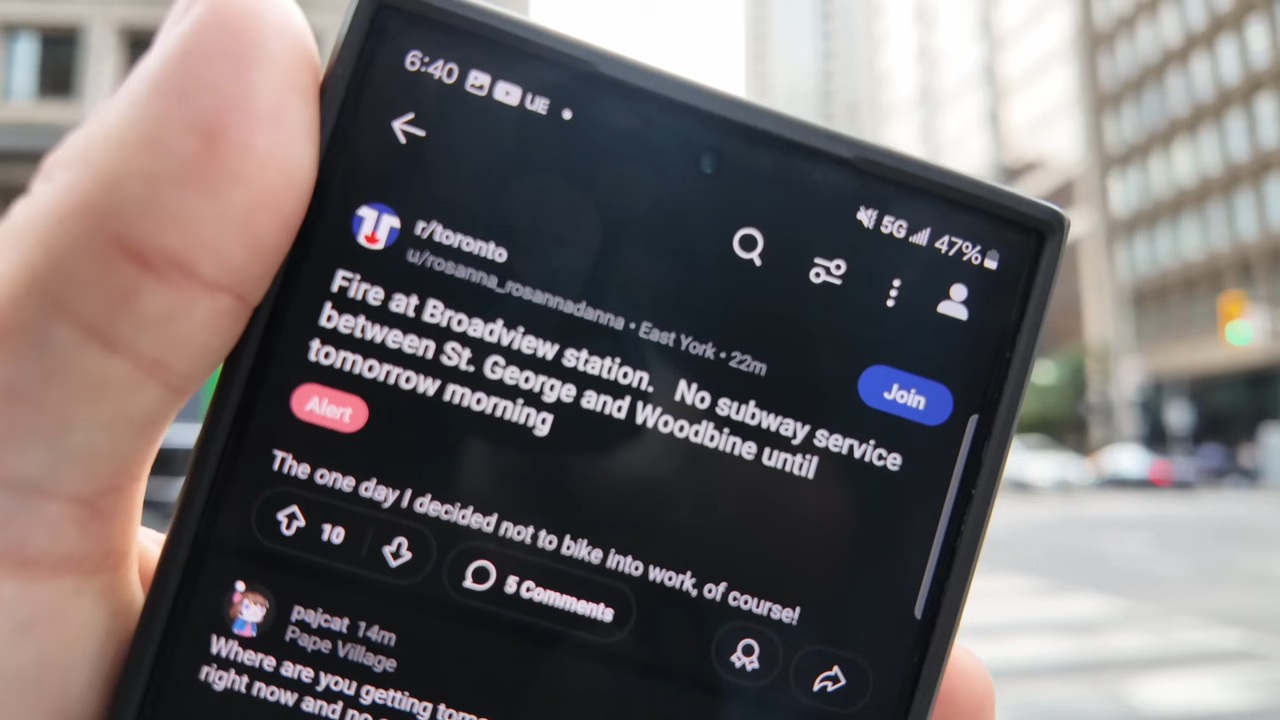 6:40 UE
5G 47%
r/toronto
u/rosanna_rosannadanna • East York • 22m
Join
Fire at Broadview station. No subway service
between St. George and Woodbine until
tomorrow morning
Alert
The one day I decided not to bike into work, of course!
10
5 Comments
pajcat 14m
Pape Village
Where are you getting
right now and no